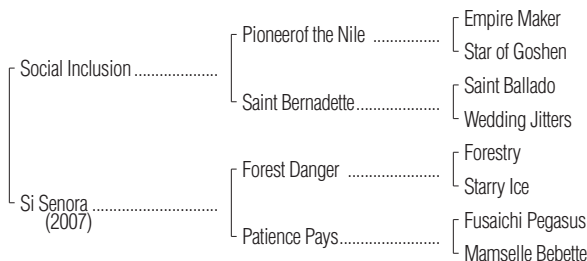 Empire Maker
Pioneerof the Nile ................
Star of Goshen
Social Inclusion ....................
Saint Ballado
Saint Bernadette....................
Wedding Jitters
Forestry
Forest Danger ......................
Starry Ice
Si Senora ..............................
(2007)
Fusaichi Pegasus
Patience Pays........................
Mamselle Bebette